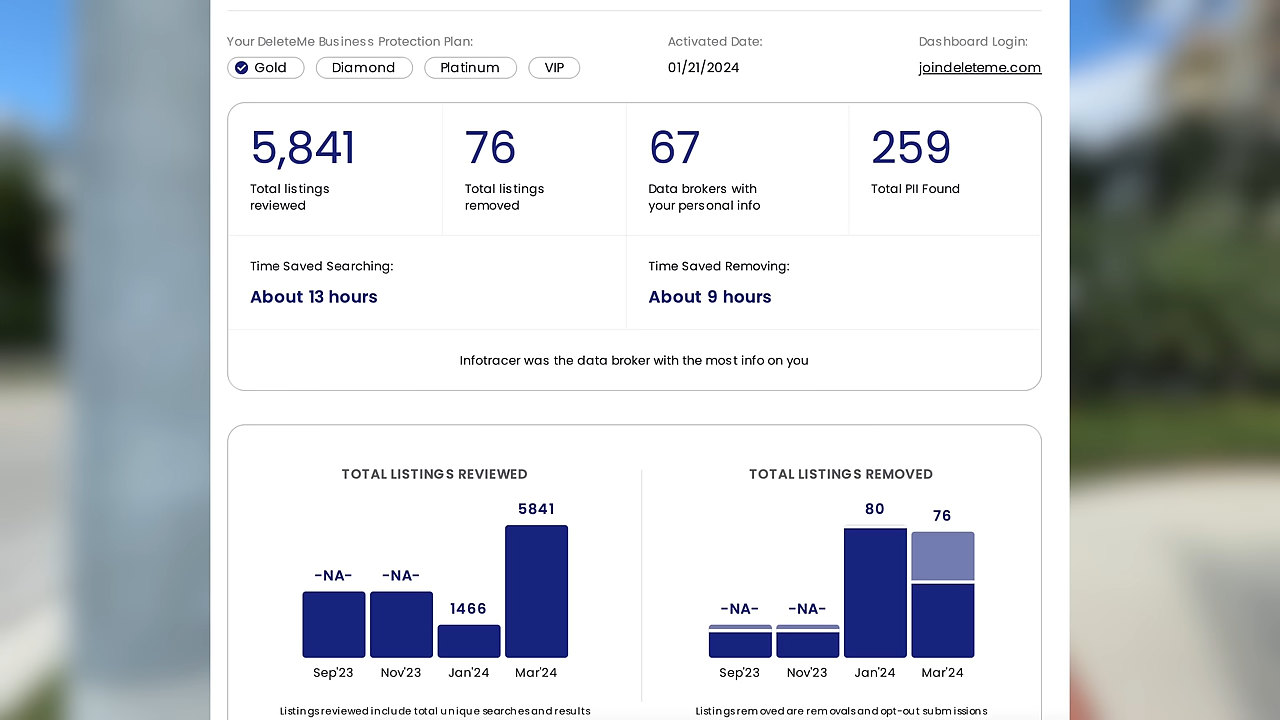 Your DeleteMe Business Protection Plan:
Activated Date:
Dashboard Login:
Gold
Diamond
Platinum
VIP
01/21/2024
joindeleteme.com
5,841
76
67
259
Total listings
reviewed
Total listings
removed
Data brokers with
your personal info
Total PII Found
Time Saved Searching:
Time Saved Removing:
About 13 hours
About 9 hours
Infotracer was the data broker with the most info on you
TOTAL LISTINGS REVIEWED
-NA-
-NA-
1466
5841
Sep'23
Nov'23
Jan'24
Mar'24
Listings reviewed include total unique searches and results
TOTAL LISTINGS REMOVED
-NA-
-NA-
80
76
Sep'23
Nov'23
Jan'24
Mar'24
Listings removed are removals and opt-out submissions